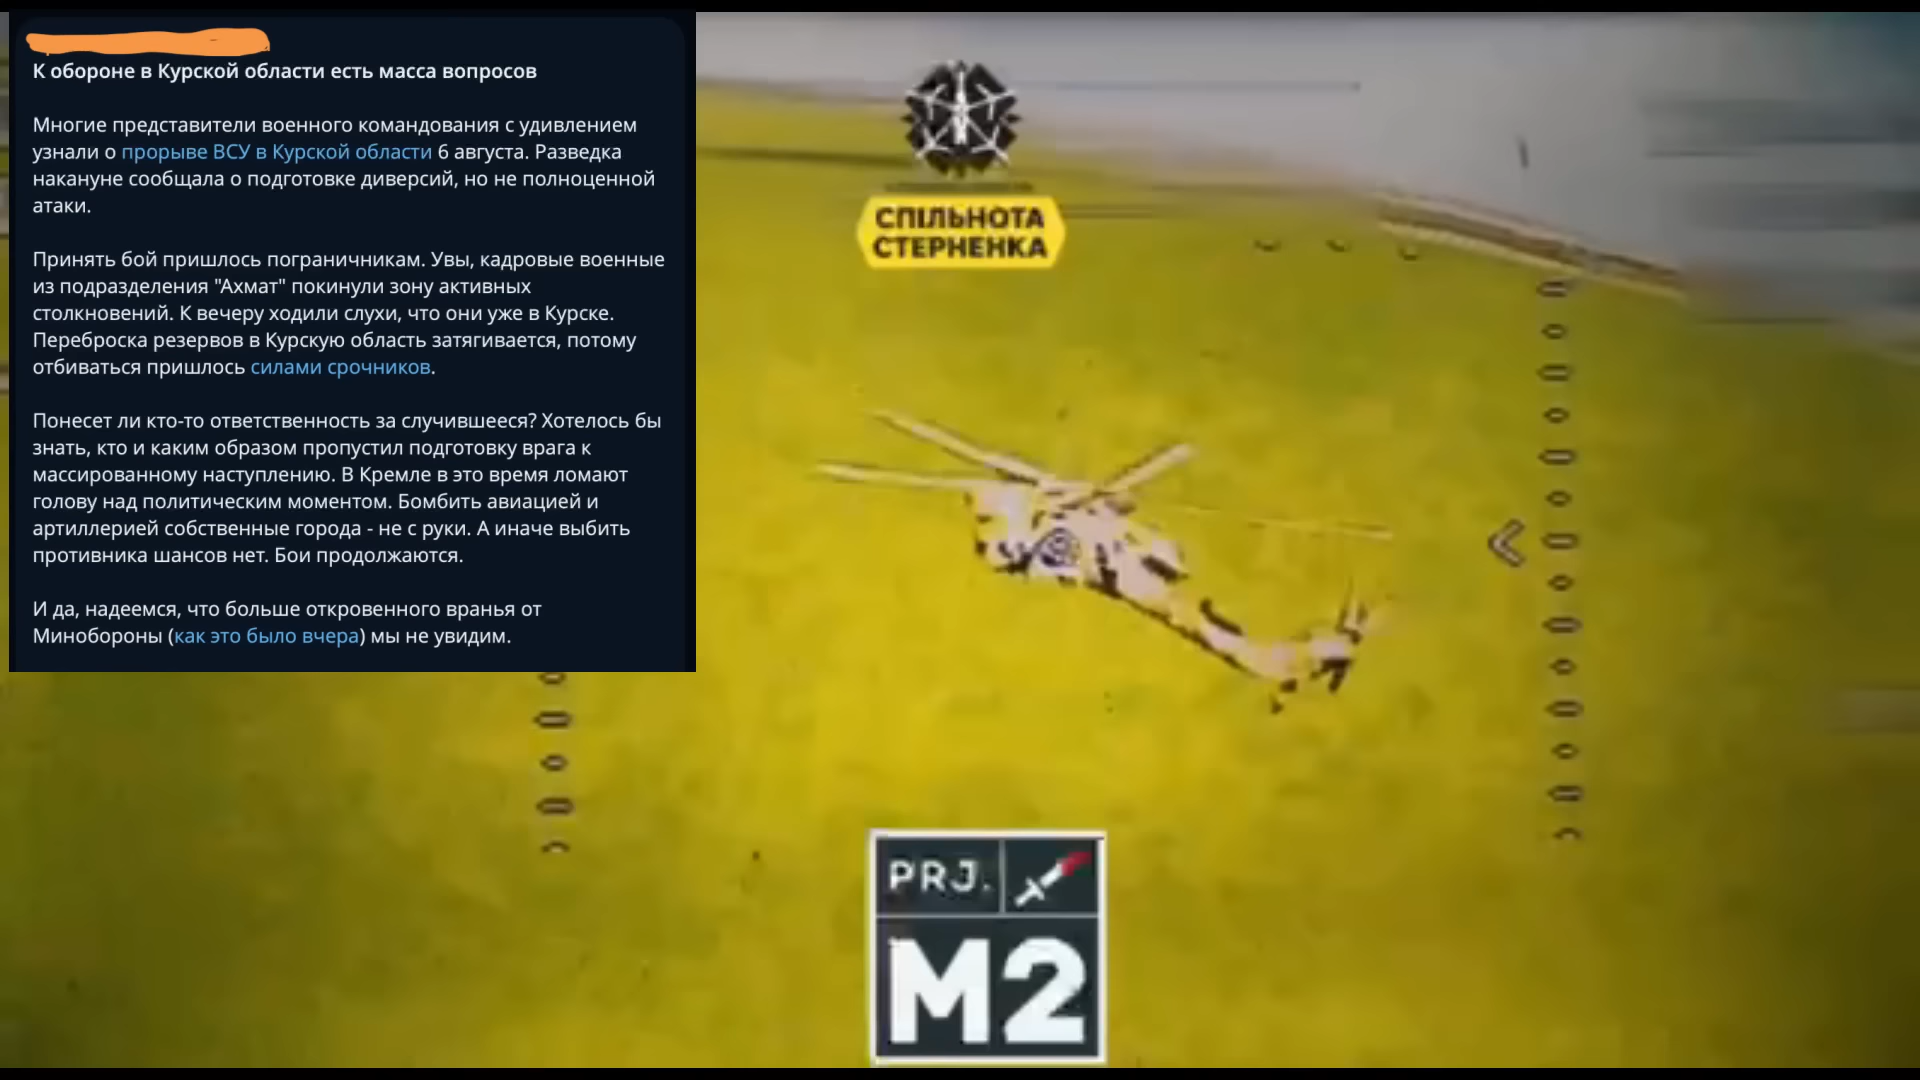 К обороне в Курской области есть масса вопросов
Многие представители военного командования с удивлением
узнали о прорыве ВСУ в Курской области 6 августа. Разведка
накануне сообщала о подготовке диверсий, но не полноценной
атаки.
Принять бой пришлось пограничникам. Увы, кадровые военные
из подразделения "Ахмат" покинули зону активных
столкновений. К вечеру ходили слухи, что они уже в Курске.
Переброска резервов в Курскую область затягивается, потому
отбиваться пришлось силами срочников.
Понесет ли кто-то ответственность за случившееся? Хотелось бы
знать, кто и каким образом пропустил подготовку врага к
массированному наступлению. В Кремле в это время ломают
голову над политическим моментом. Бомбить авиацией и
артиллерией собственные города - не с руки. А иначе выбить
противника шансов нет. Бои продолжаются.
И да, надеемся, что больше откровенного вранья от
Минобороны (как это было вчера) мы не увидим.
СПІЛЬНОТА
СТЕРНЕНКА
PRJ.
M2